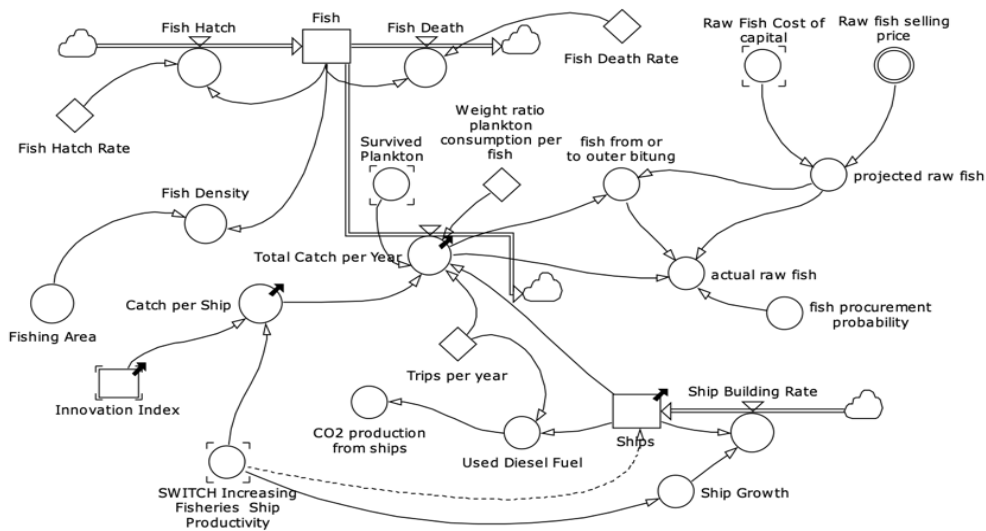 Fish
Fish Hatch
Fish Death
Raw Fish Cost of
capital
Raw fish selling
price
Fish Death Rate
Fish Hatch Rate
Weight ratio
plankton
consumption per
fish
Survived
Plankton
fish from or
to outer bitung
projected raw fish
Fish Density
Total Catch per Year
actual raw fish
Catch per Ship
fish procurement
probability
Fishing Area
Innovation Index
Trips per year
Ship Building Rate
CO2 production
from ships
Used Diesel Fuel
Ships
SWITCH Increasing
Fisheries Ship
Productivity
Ship Growth